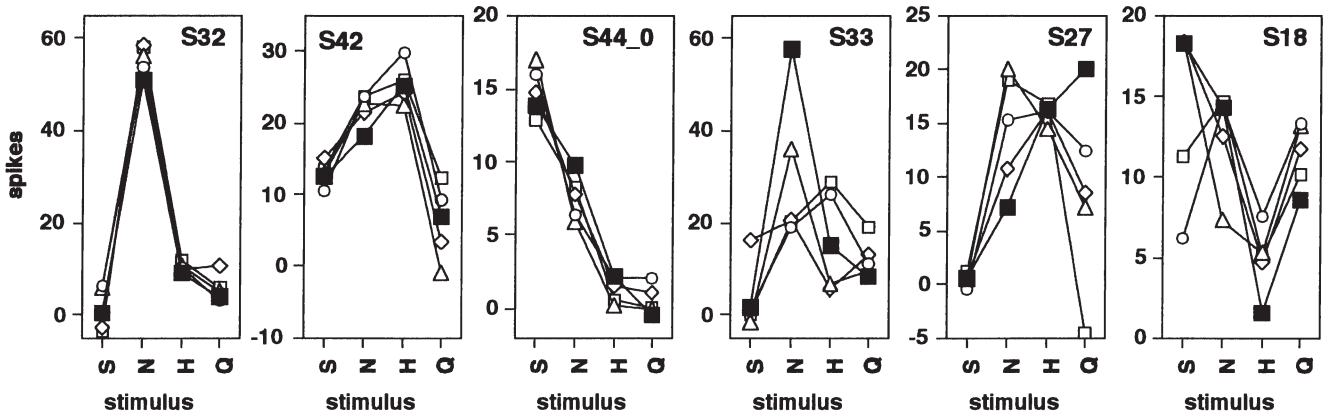 S32 S42 S44_0 S33 S27 S18
60 40 20 0
30 20 10 0 -10
20 15 10 5 0
60 40 20 0
25 20 15 10 5 0 -5
20 15 10 5 0
spikes
S N H Q S N H Q S N H Q S N H Q S N H Q S N H Q
stimulus stimulus stimulus stimulus stimulus stimulus